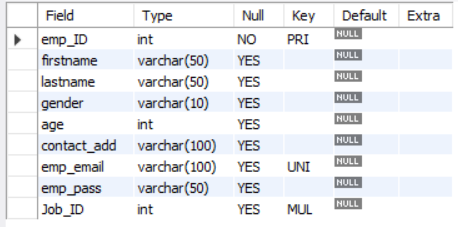 Field Type Null Key Default Extra
emp_ID int NO PRI NULL
firstname varchar(50) YES NULL
lastname varchar(50) YES NULL
gender varchar(10) YES NULL
age int YES NULL
contact_add varchar(100) YES NULL
emp_email varchar(100) YES UNI NULL
emp_pass varchar(50) YES NULL
Job_ID int YES MUL NULL